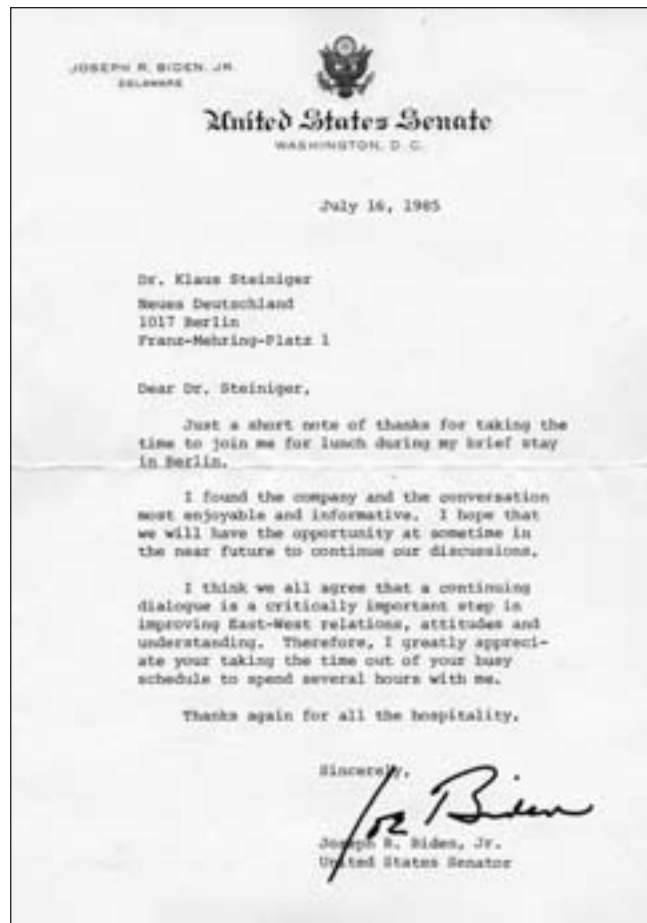 JOSEPH R. BIDEN, JR.
DELAWARE
United States Senate
WASHINGTON, D. C.
July 16, 1985
Dr. Klaus Steiniger
Neues Deutschland
1017 Berlin
Franz-Mehring-Platz 1
Dear Dr. Steiniger,
Just a short note of thanks for taking the
time to join me for lunch during my brief stay
in Berlin.
I found the company and the conversation
most enjoyable and informative. I hope that
we will have the opportunity at sometime in
the near future to continue our discussions.
I think we all agree that a continuing
dialogue is a critically important step in
improving East-West relations, attitudes and
understanding. Therefore, I greatly appreci-
ate your taking the time out of your busy
schedule to spend several hours with me.
Thanks again for all the hospitality.
Sincerely,
Joe Biden
Joseph R. Biden, Jr.
United States Senator